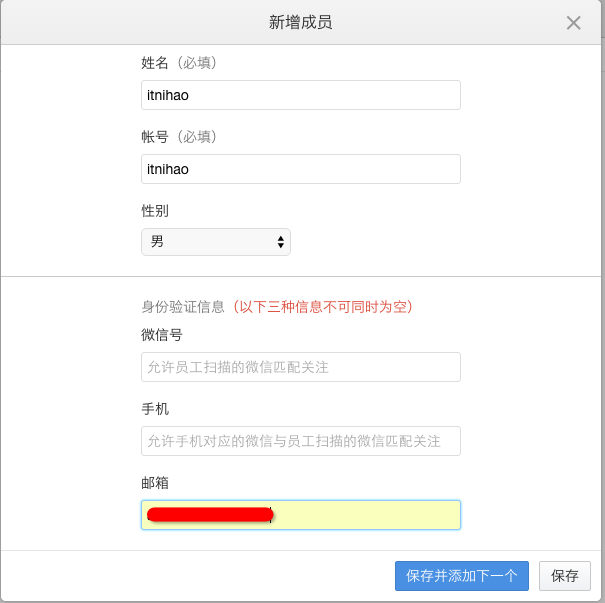 新增成员
姓名（必填）
itnihao
帐号（必填）
itnihao
性别
男
身份验证信息（以下三种信息不可同时为空）
微信号
允许员工扫描的微信匹配关注
手机
允许手机对应的微信与员工扫描的微信匹配关注
邮箱
保存并添加下一个 保存